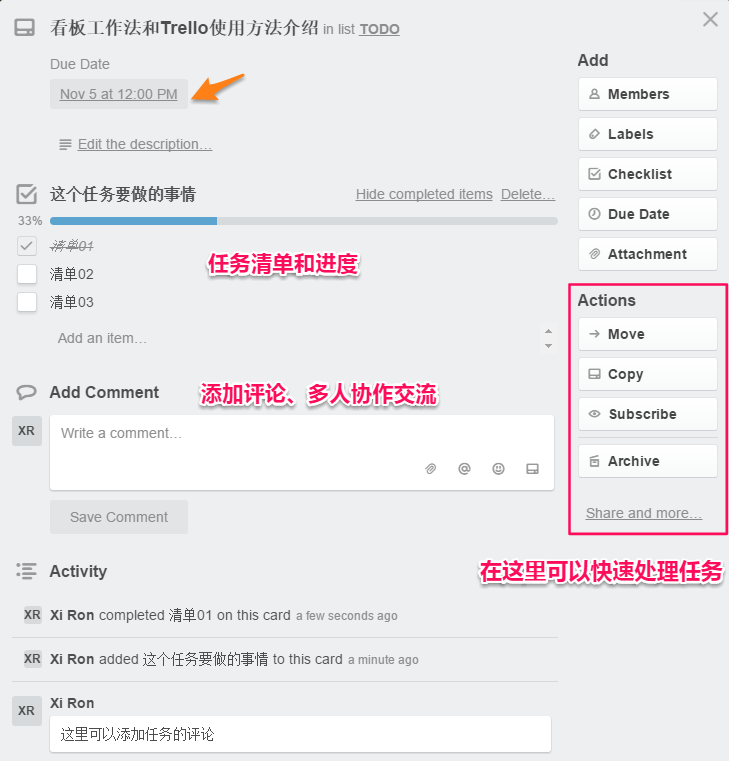 看板工作法和Trello使用方法介绍 in list TODO
Due Date
Nov 5 at 12:00 PM
Edit the description…
这个任务要做的事情 Hide completed items Delete…
33%
清单01
清单02
清单03
任务清单和进度
Add an item…
Add Comment
添加评论、多人协作交流
XR
Write a comment…
Save Comment
Activity
XR Xi Ron completed 清单01 on this card a few seconds ago
XR Xi Ron added 这个任务要做的事情 to this card a minute ago
XR Xi Ron
这里可以添加任务的评论
Add
Members
Labels
Checklist
Due Date
Attachment
Actions
Move
Copy
Subscribe
Archive
Share and more…
在这里可以快速处理任务